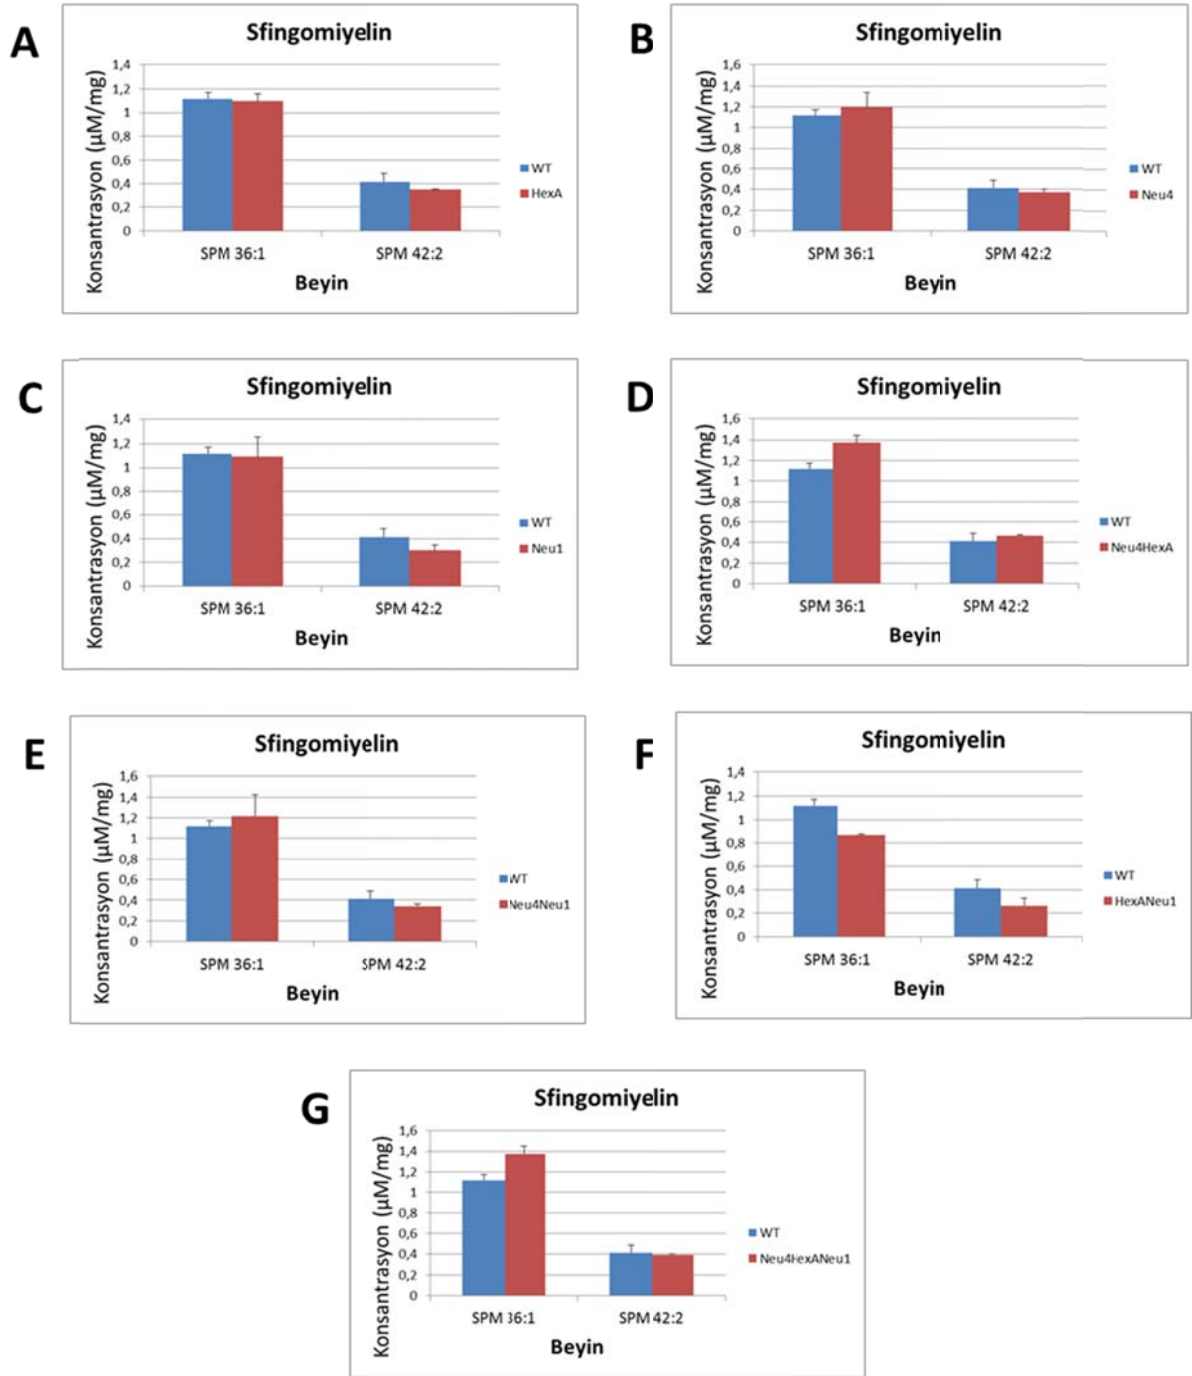 A
Sfingomiyelin
Konsantrasyon (µM/mg)
1,4
1,2
1
0,8
0,6
0,4
0,2
0
SPM 36:1
SPM 42:2
Beyin
WT
HexA
B
Sfingomiyelin
Konsantrasyon (µM/mg)
1,6
1,4
1,2
1
0,8
0,6
0,4
0,2
0
SPM 36:1
SPM 42:2
Beyin
WT
Neu4
C
Sfingomiyelin
Konsantrasyon (µM/mg)
1,4
1,2
1
0,8
0,6
0,4
0,2
0
SPM 36:1
SPM 42:2
Beyin
WT
Neu1
D
Sfingomiyelin
Konsantrasyon (µM/mg)
1,6
1,4
1,2
1
0,8
0,6
0,4
0,2
0
SPM 36:1
SPM 42:2
Beyin
WT
Neu4HexA
E
Sfingomiyelin
Konsantrasyon (µM/mg)
1,6
1,4
1,2
1
0,8
0,6
0,4
0,2
0
SPM 36:1
SPM 42:2
Beyin
WT
Neu4Neu1
F
Sfingomiyelin
Konsantrasyon (µM/mg)
1,4
1,2
1
0,8
0,6
0,4
0,2
0
SPM 36:1
SPM 42:2
Beyin
WT
HexANeu1
G
Sfingomiyelin
Konsantrasyon (µM/mg)
1,6
1,4
1,2
1
0,8
0,6
0,4
0,2
0
SPM 36:1
SPM 42:2
Beyin
WT
Neu4HexANeu1